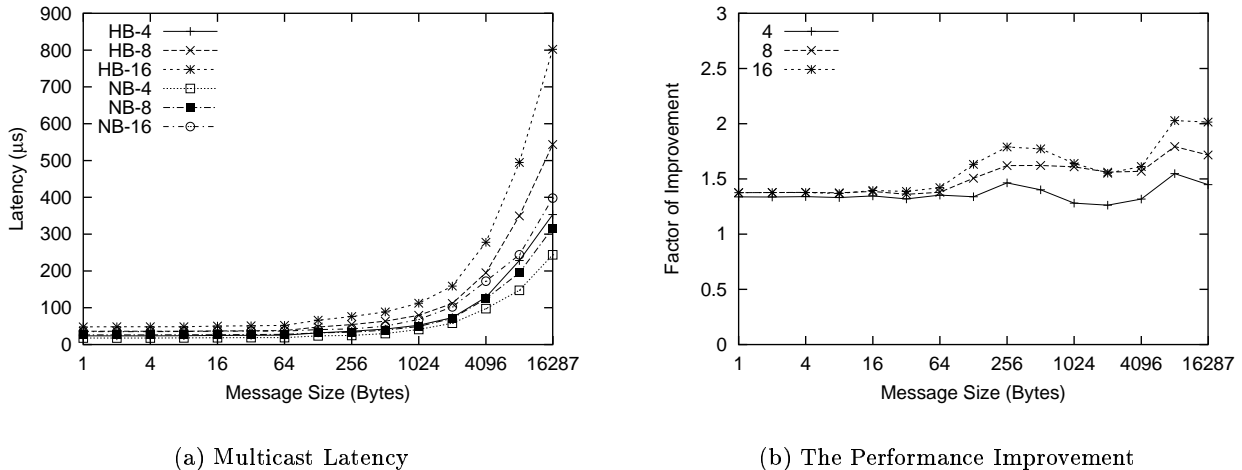 HB-4
HB-8
HB-16
NB-4
NB-8
NB-16
900
800
700
600
500
400
300
200
100
0
Latency (µs)
1 4 16 64 256 1024 4096 16287
Message Size (Bytes)
(a) Multicast Latency
4
8
16
3
2.5
2
1.5
1
0.5
0
Factor of Improvement
1 4 16 64 256 1024 4096 16287
Message Size (Bytes)
(b) The Performance Improvement